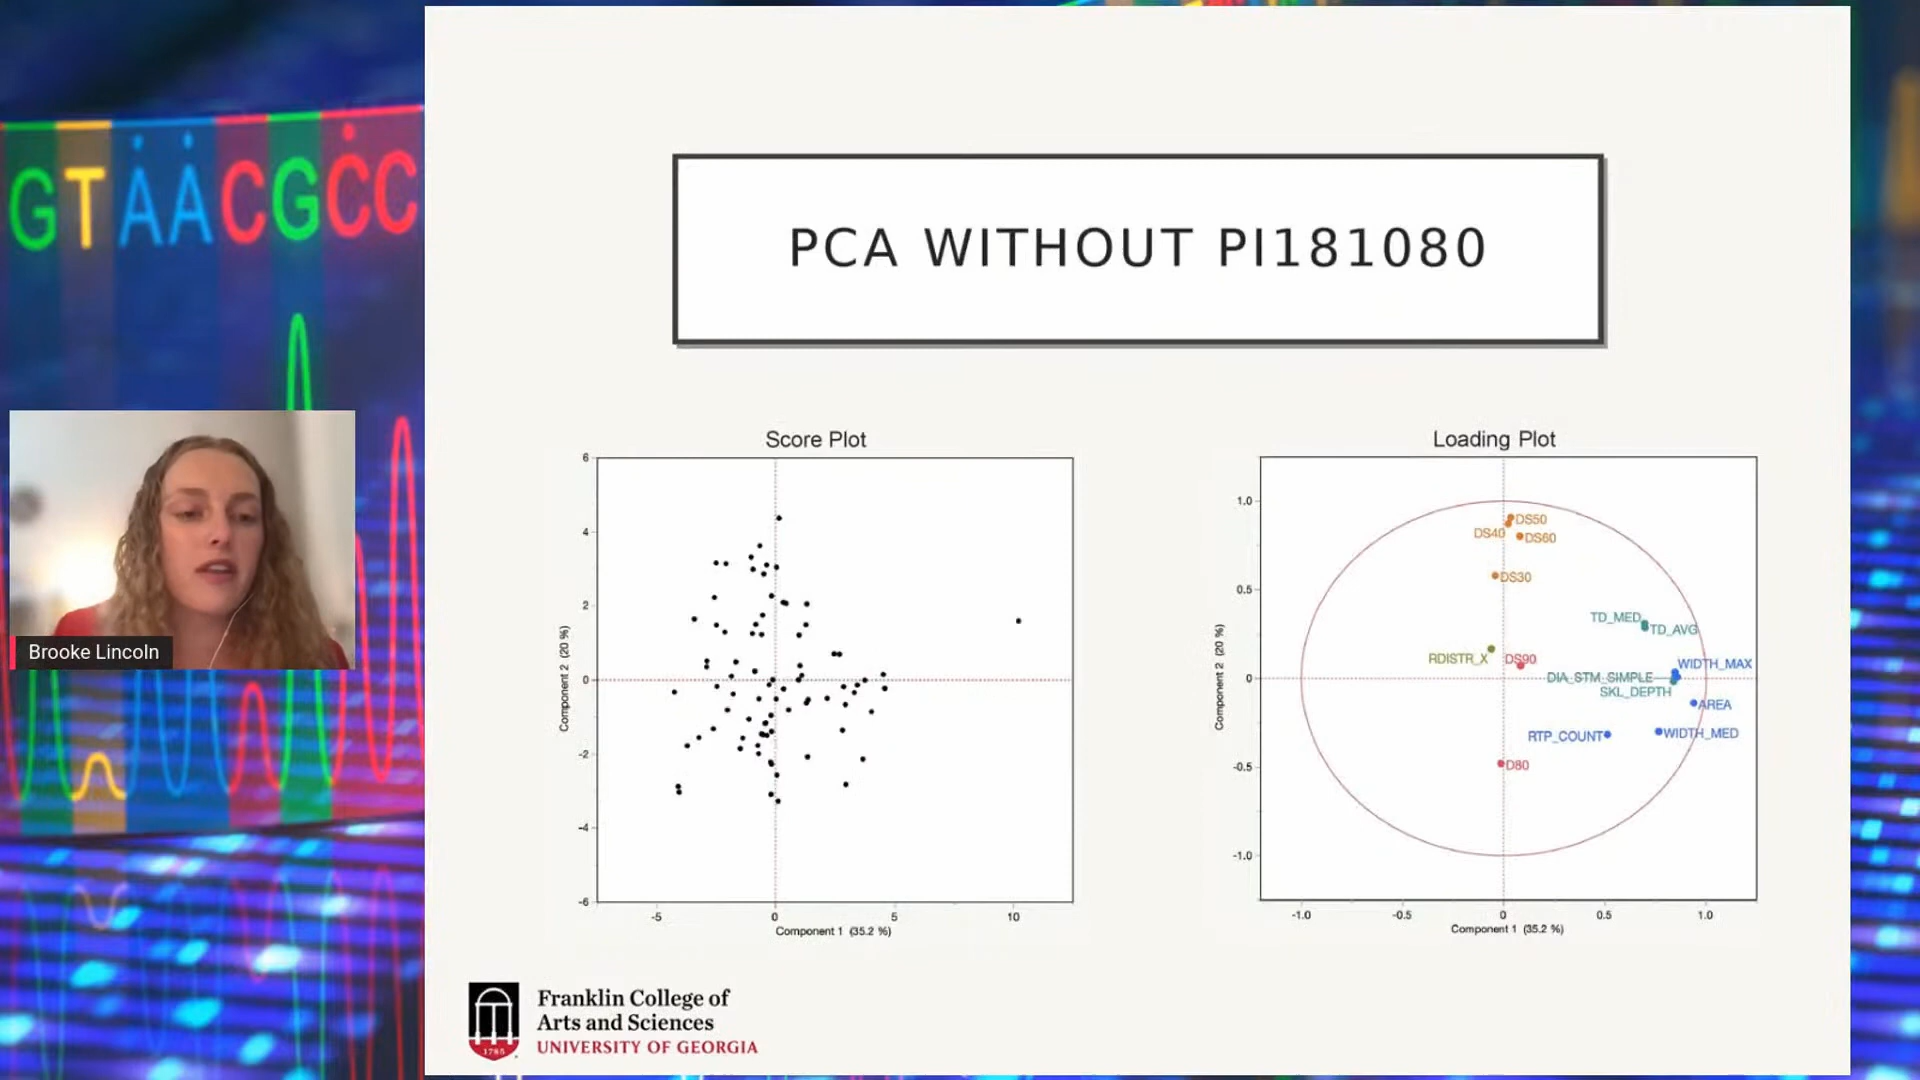 GTAACGCC
PCA WITHOUT PI181080
Score Plot
6
4
2
0
-2
-4
-6
Component 2 (20 %)
-5
0
5
10
Component 1 (35.2 %)
Loading Plot
1.0
0.5
0
-0.5
-1.0
Component 2 (20 %)
DS50
DS40
DS60
DS30
TD_MED
TD_AVG
RDISTR_X
DS90
WIDTH_MAX
DIA_STM_SIMPLE
SKL_DEPTH
AREA
RTP_COUNT
WIDTH_MED
D80
-1.0
-0.5
0
0.5
1.0
Component 1 (35.2 %)
Brooke Lincoln
1785
Franklin College of
Arts and Sciences
UNIVERSITY OF GEORGIA